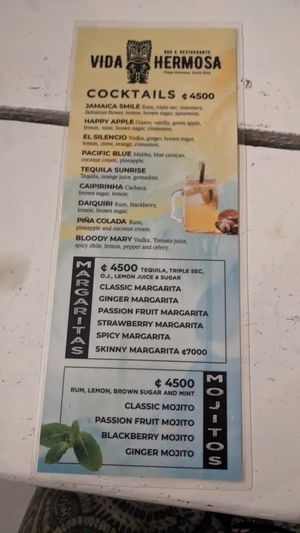 VIDA HERMOSA
BAR & RESTAURANTE
Playa Hermosa, Costa Rica
COCKTAILS ¢ 4500
JAMAICA SMILE Rum, triple sec, rosemary,
Jamaican flower, lemon, brown sugar, spearmint.
HAPPY APPLE Cuzco, vanilla, green apple,
lemon, mint, brown sugar, cinnamon.
EL SILENCIO Vodka, ginger, brown sugar,
lemon, clove, orange, cinnamon.
PACIFIC BLUE Malibu, blue curaçao,
coconut cream, pineapple.
TEQUILA SUNRISE
Tequila, orange juice, grenadine.
CAIPIRINHA Cachaca,
brown sugar, lemon.
DAIQUIRI Rum, blackberry,
lemon, brown sugar.
PIÑA COLADA Rum,
pineapple and coconut cream.
BLOODY MARY Vodka, Tomato juice,
spicy chile, lemon, pepper and celery.
MARGARITAS
¢ 4500 TEQUILA, TRIPLE SEC,
O.J., LEMON JUICE & SUGAR
CLASSIC MARGARITA
GINGER MARGARITA
PASSION FRUIT MARGARITA
STRAWBERRY MARGARITA
SPICY MARGARITA
SKINNY MARGARITA ¢7000
MOJITOS
¢ 4500
RUM, LEMON, BROWN SUGAR AND MINT
CLASSIC MOJITO
PASSION FRUIT MOJITO
BLACKBERRY MOJITO
GINGER MOJITO